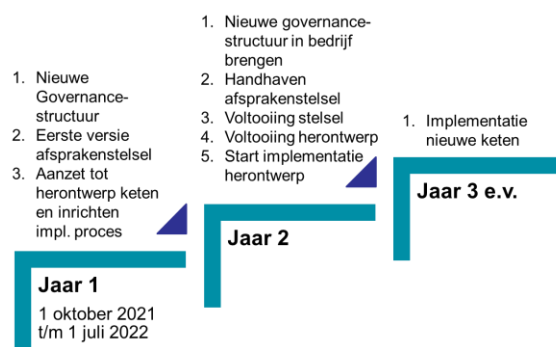 1. Nieuwe
Governance-
structuur
2. Eerste versie
afsprakenstelsel
3. Aanzet tot
herontwerp keten
en inrichten
impl. proces
Jaar 1
1 oktober 2021
t/m 1 juli 2022
1. Nieuwe governance-
structuur in bedrijf
brengen
2. Handhaven
afsprakenstelsel
3. Voltooiing stelsel
4. Voltooiing herontwerp
5. Start implementatie
herontwerp
Jaar 2
1. Implementatie
nieuwe keten
Jaar 3 e.v.